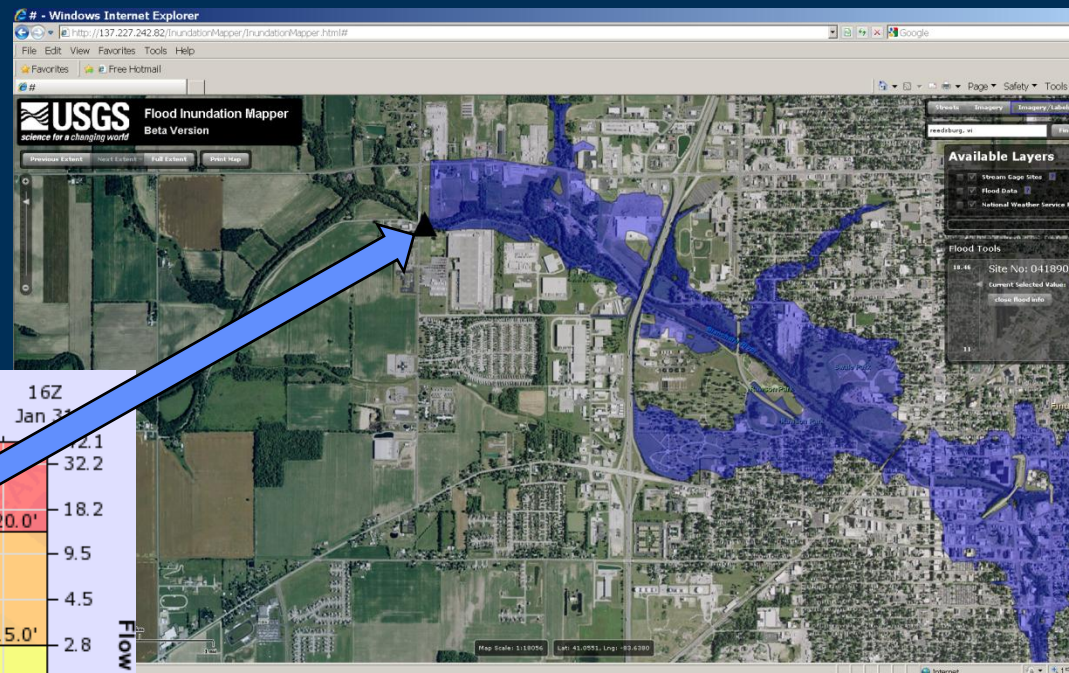 # - Windows Internet Explorer
http://137.227.242.82/InundationMapper/InundationMapper.html#
Google
File Edit View Favorites Tools Help
Favorites Free Hotmail
#
Page Safety Tools
USGS
science for a changing world
Flood Inundation Mapper
Beta Version
Previous Extent Next Extent Full Extent Print Map
Streets Imagery Imagery/Labels
reedsburg, wi
Available Layers
Stream Gage Sites
Flood Data
National Weather Service
Flood Tools
Site No: 041890
Current Selected Value:
close flood info
11
16Z
Jan 31
32.2
18.2
20.0'
9.5
4.5
5.0'
2.8
Flow
Map Scale: 1:18056 Lat: 41.0551, Lng: -83.6380
Internet